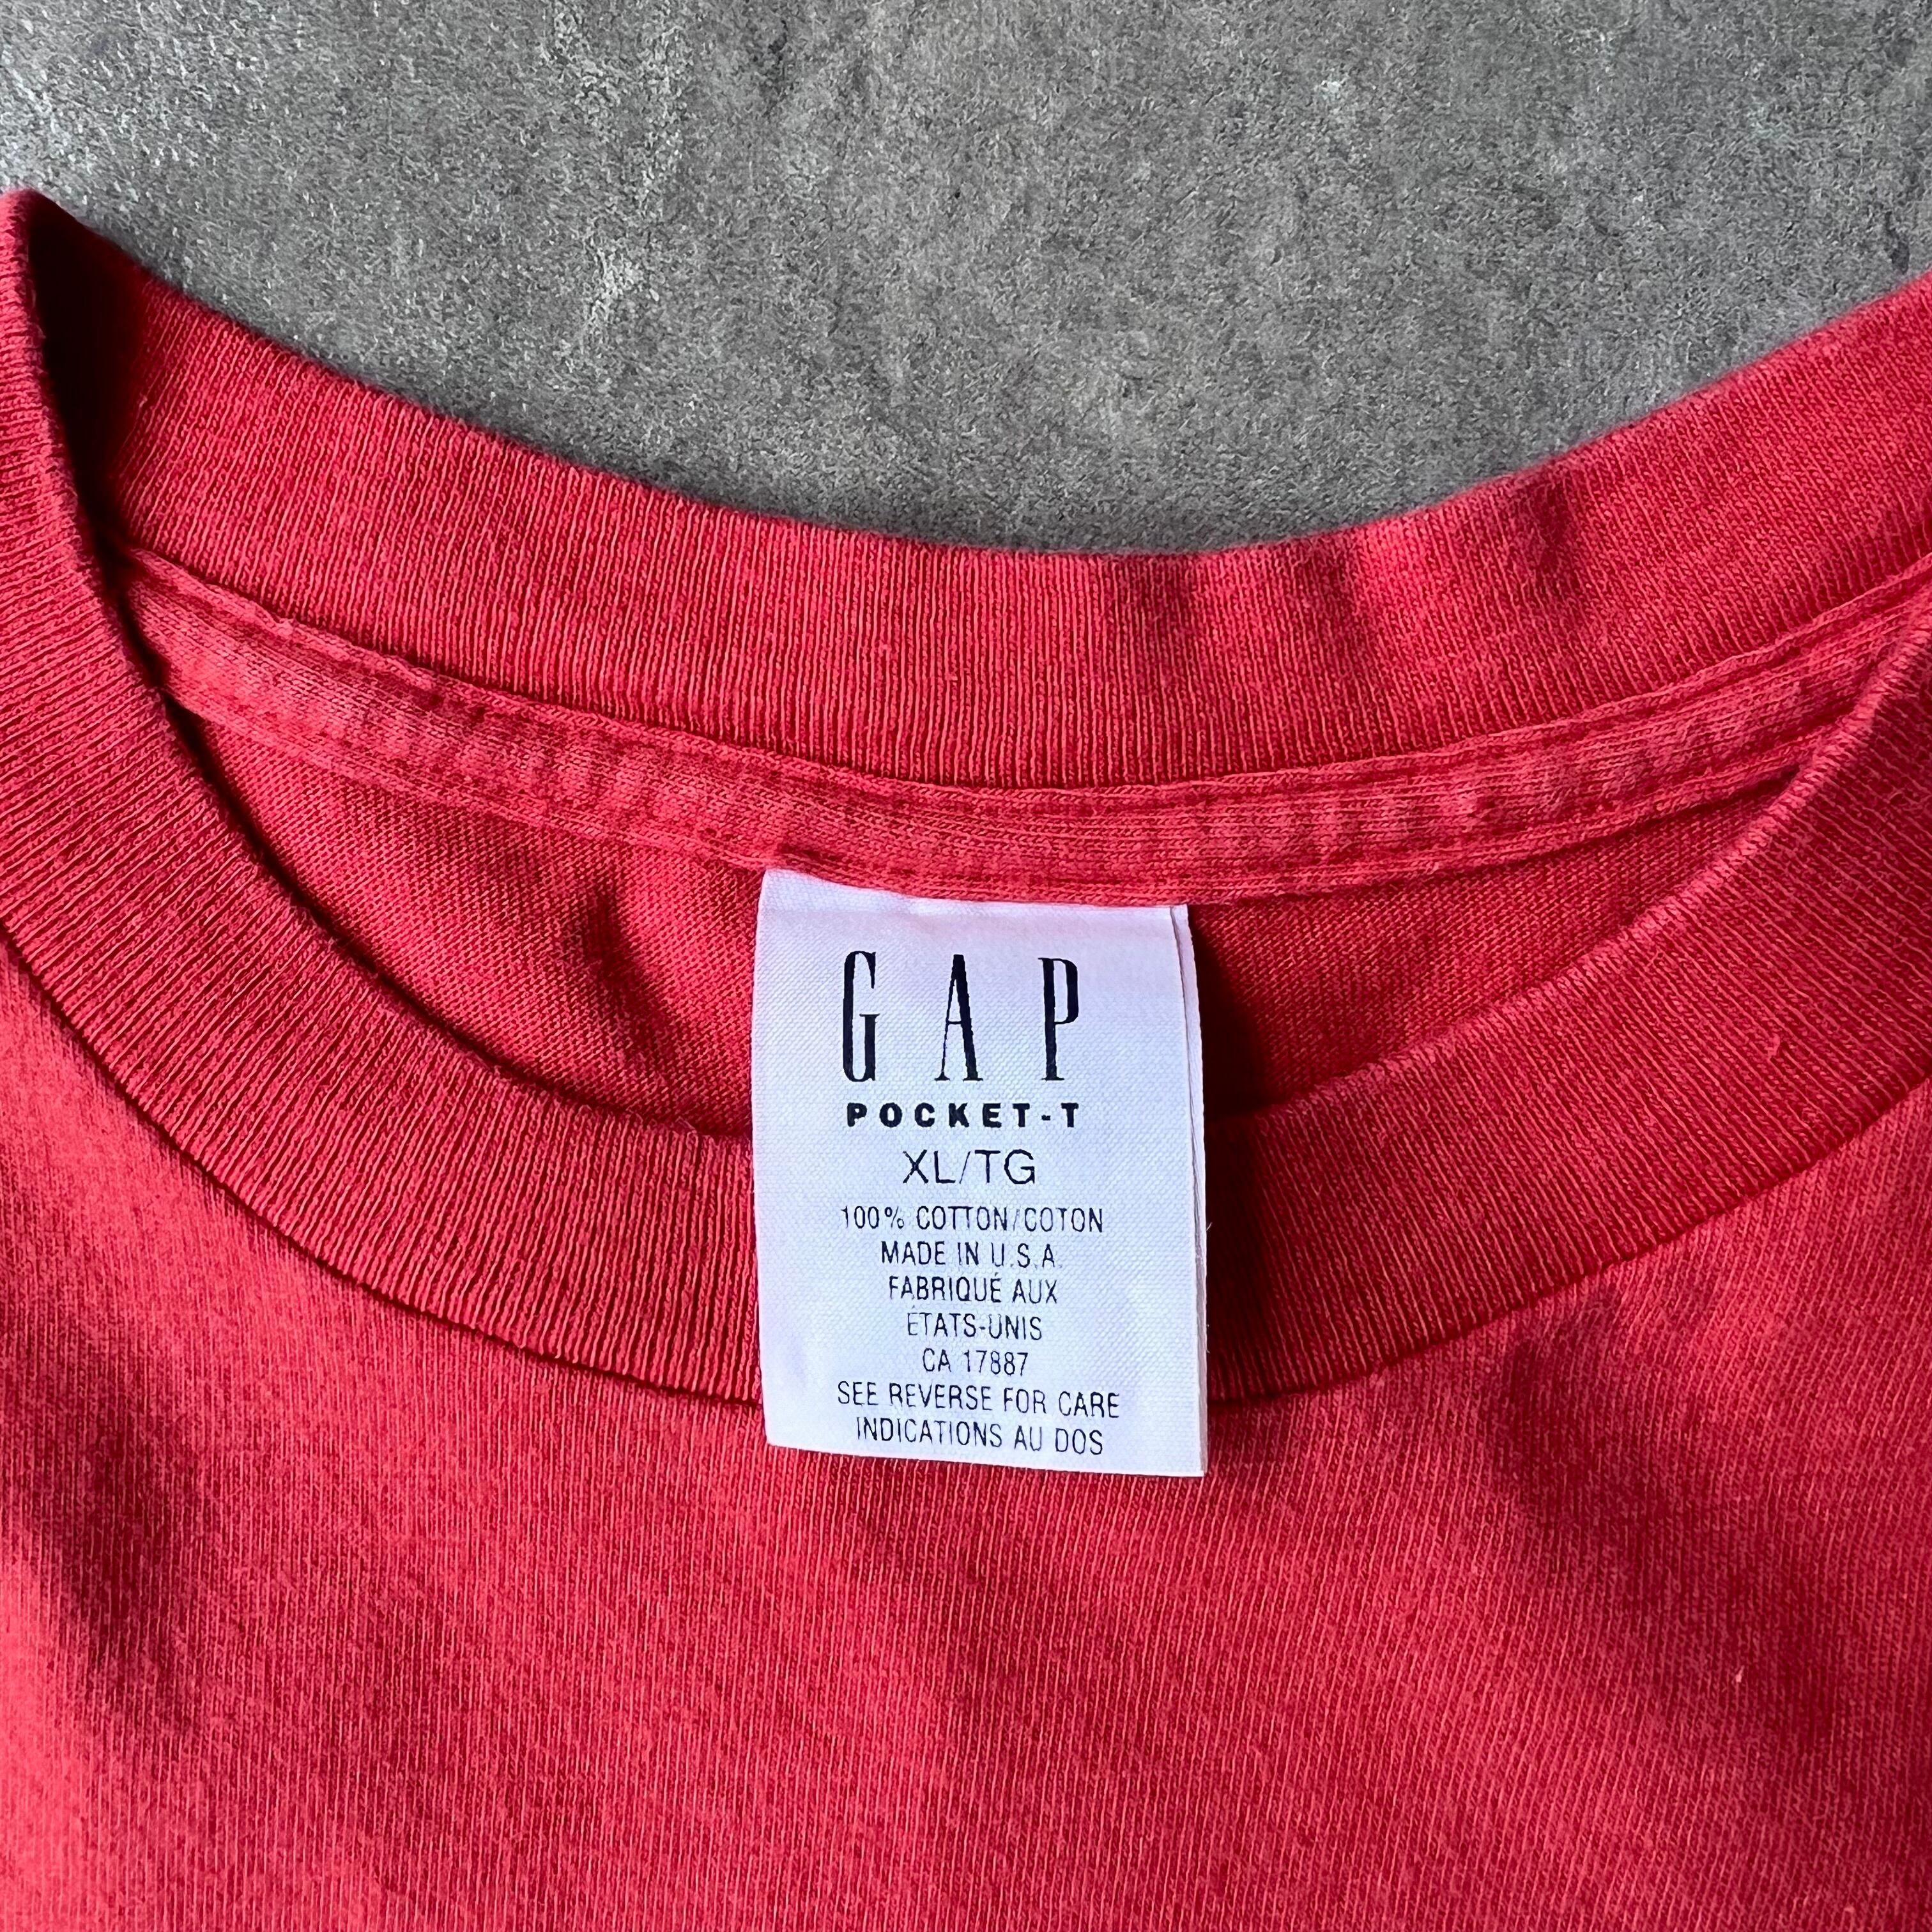 GAP
POCKET-T
XL/TG
100% COTTON/COTON
MADE IN U.S.A.
FABRIQUÉ AUX
ÉTATS-UNIS
CA 17887
SEE REVERSE FOR CARE
INDICATIONS AU DOS